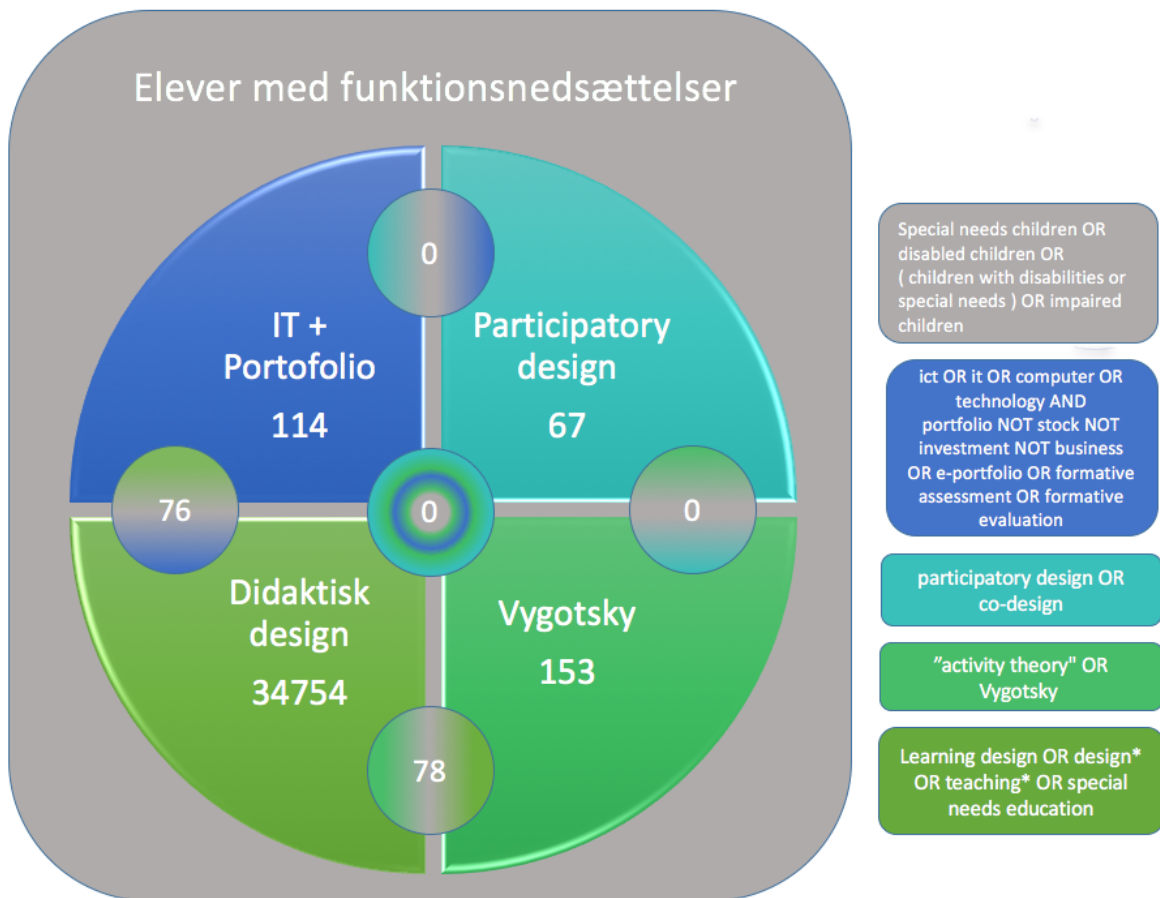 Elever med funktionsnedsættelser
0
IT +
Portofolio
114
Participatory
design
67
76
0
0
Didaktisk
design
34754
Vygotsky
153
78
Special needs children OR
disabled children OR
( children with disabilities or
special needs ) OR impaired
children
ict OR it OR computer OR
technology AND
portfolio NOT stock NOT
investment NOT business
OR e-portfolio OR formative
assessment OR formative
evaluation
participatory design OR
co-design
”activity theory" OR
Vygotsky
Learning design OR design*
OR teaching* OR special
needs education